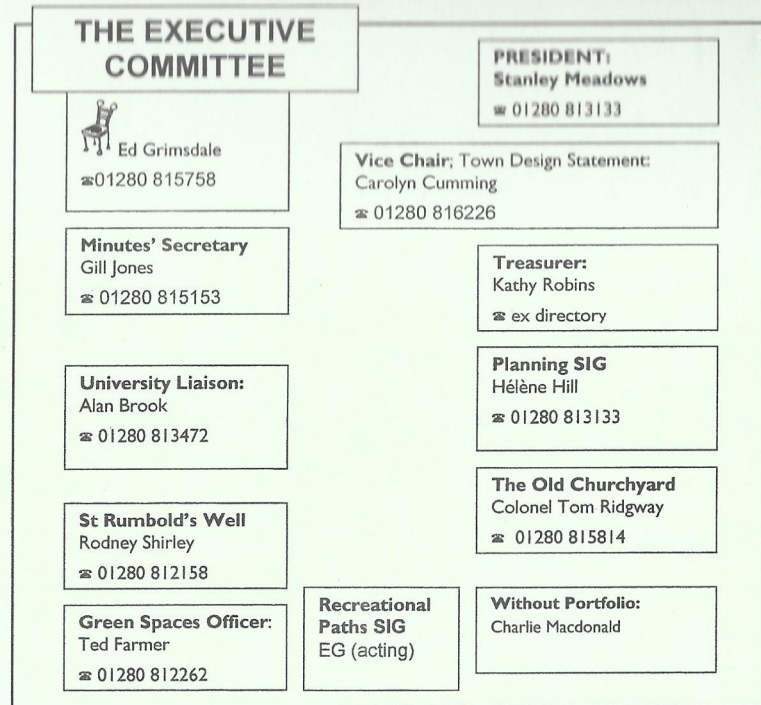 THE EXECUTIVE
COMMITTEE
PRESIDENT:
Stanley Meadows
☎ 01280 813133
Ed Grimsdale
☎01280 815758
Vice Chair; Town Design Statement:
Carolyn Cumming
☎ 01280 816226
Minutes' Secretary
Gill Jones
☎ 01280 815153
Treasurer:
Kathy Robins
☎ ex directory
University Liaison:
Alan Brook
☎ 01280 813472
Planning SIG
Hélène Hill
☎ 01280 813133
The Old Churchyard
Colonel Tom Ridgway
☎ 01280 815814
St Rumbold's Well
Rodney Shirley
☎ 01280 812158
Green Spaces Officer:
Ted Farmer
☎ 01280 812262
Recreational
Paths SIG
EG (acting)
Without Portfolio:
Charlie Macdonald